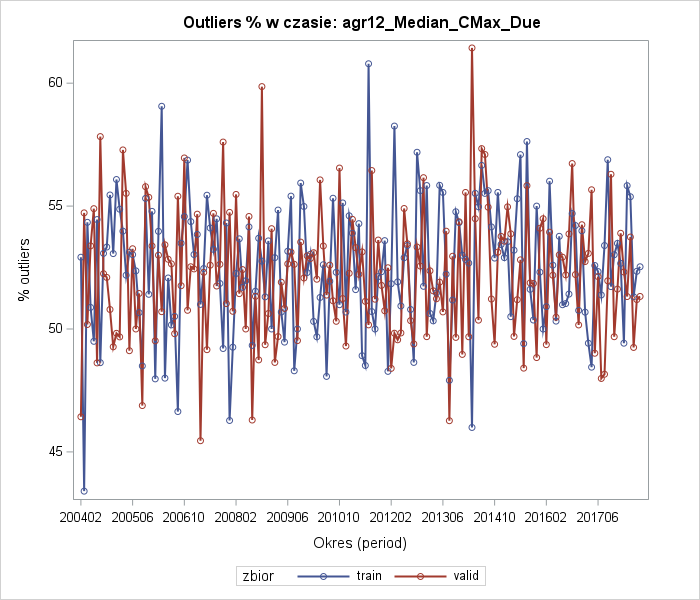 Outliers % w czasie: agr12_Median_CMax_Due
60
55
50
45
% outliers
200402 200506 200610 200802 200906 201010 201202 201306 201410 201602 201706
Okres (period)
zbior train valid